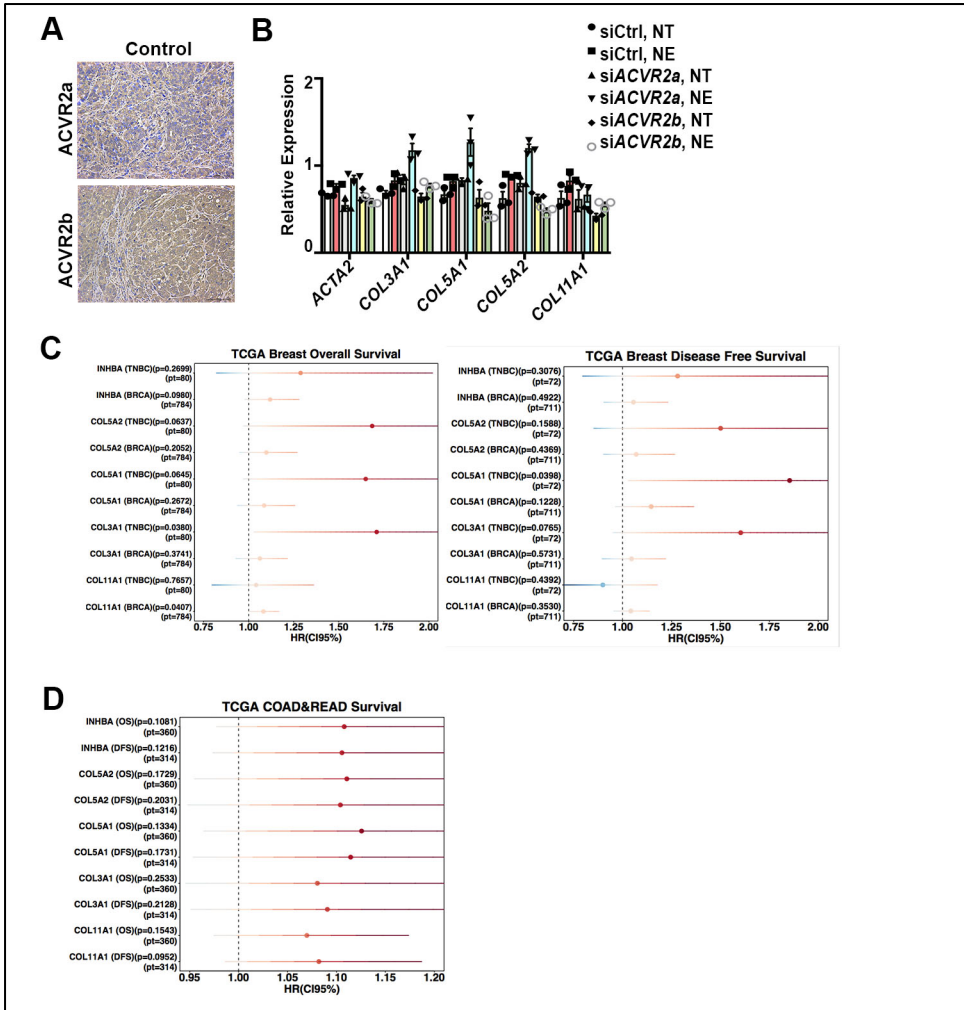 A
Control
ACVR2a
ACVR2b
B
siCtrl, NT
siCtrl, NE
siACVR2a, NT
siACVR2a, NE
siACVR2b, NT
siACVR2b, NE
Relative Expression
2
1
0
ACTA2
COL3A1
COL5A1
COL5A2
COL11A1
C
TCGA Breast Overall Survival
INHBA (TNBC)(p=0.2699)
(pt=80)
INHBA (BRCA)(p=0.0980)
(pt=784)
COL5A2 (TNBC)(p=0.0637)
(pt=80)
COL5A2 (BRCA)(p=0.2052)
(pt=784)
COL5A1 (TNBC)(p=0.0645)
(pt=80)
COL5A1 (BRCA)(p=0.2672)
(pt=784)
COL3A1 (TNBC)(p=0.0380)
(pt=80)
COL3A1 (BRCA)(p=0.3741)
(pt=784)
COL11A1 (TNBC)(p=0.7657)
(pt=80)
COL11A1 (BRCA)(p=0.0407)
(pt=784)
0.75 1.00 1.25 1.50 1.75 2.00
HR(CI95%)
TCGA Breast Disease Free Survival
INHBA (TNBC)(p=0.3076)
(pt=72)
INHBA (BRCA)(p=0.4922)
(pt=711)
COL5A2 (TNBC)(p=0.1588)
(pt=72)
COL5A2 (BRCA)(p=0.4369)
(pt=711)
COL5A1 (TNBC)(p=0.0398)
(pt=72)
COL5A1 (BRCA)(p=0.1228)
(pt=711)
COL3A1 (TNBC)(p=0.0765)
(pt=72)
COL3A1 (BRCA)(p=0.5731)
(pt=711)
COL11A1 (TNBC)(p=0.4392)
(pt=72)
COL11A1 (BRCA)(p=0.3530)
(pt=711)
0.75 1.00 1.25 1.50 1.75 2.00
HR(CI95%)
D
TCGA COAD&READ Survival
INHBA (OS)(p=0.1081)
(pt=360)
INHBA (DFS)(p=0.1216)
(pt=314)
COL5A2 (OS)(p=0.1729)
(pt=360)
COL5A2 (DFS)(p=0.2031)
(pt=314)
COL5A1 (OS)(p=0.1334)
(pt=360)
COL5A1 (DFS)(p=0.1731)
(pt=314)
COL3A1 (OS)(p=0.2533)
(pt=360)
COL3A1 (DFS)(p=0.2128)
(pt=314)
COL11A1 (OS)(p=0.1543)
(pt=360)
COL11A1 (DFS)(p=0.0952)
(pt=314)
0.95 1.00 1.05 1.10 1.15 1.20
HR(CI95%)